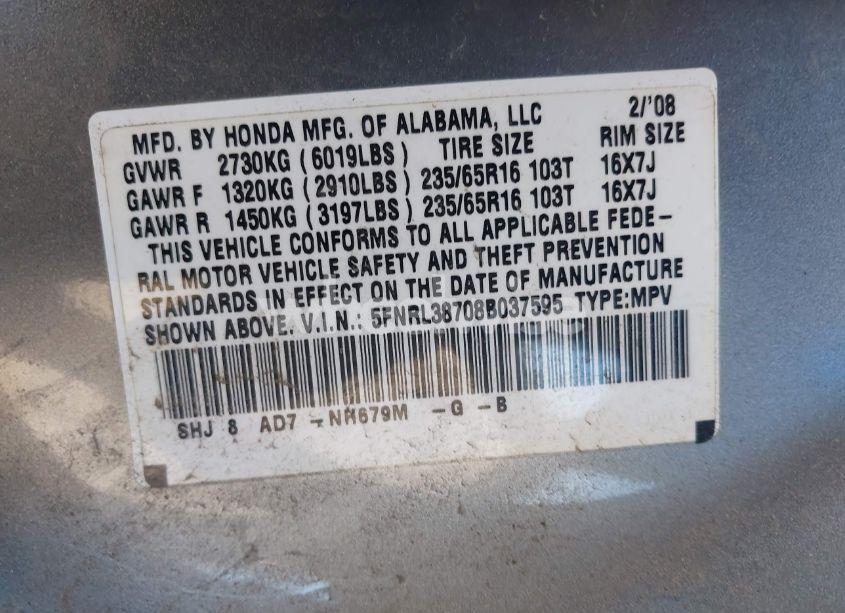 MFD. BY HONDA MFG. OF ALABAMA, LLC 2/'08
GVWR 2730KG (6019LBS) TIRE SIZE RIM SIZE
GAWR F 1320KG (2910LBS) 235/65R16 103T 16X7J
GAWR R 1450KG (3197LBS) 235/65R16 103T 16X7J
THIS VEHICLE CONFORMS TO ALL APPLICABLE FEDE-
RAL MOTOR VEHICLE SAFETY AND THEFT PREVENTION
STANDARDS IN EFFECT ON THE DATE OF MANUFACTURE
SHOWN ABOVE. V.I.N.: 5FNRL38708B037595 TYPE:MPV
SHJ 8 AD7 -NH679M -G -B